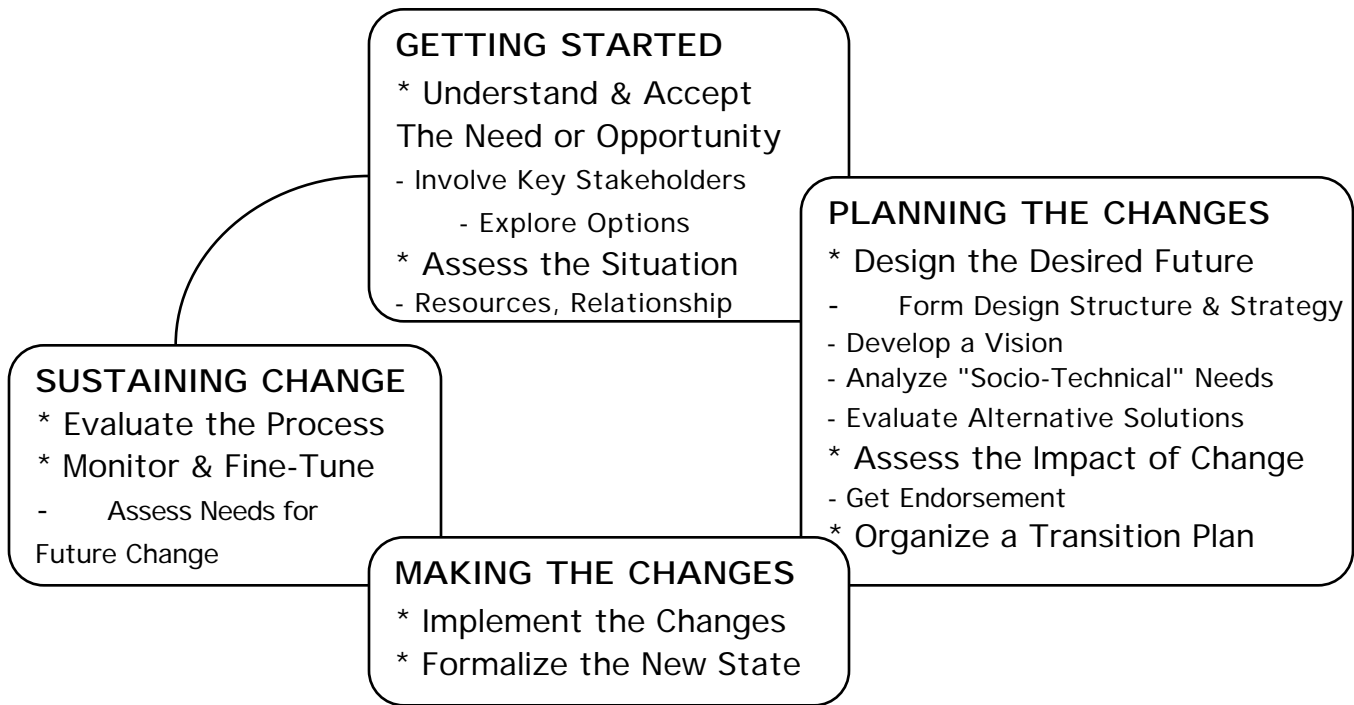 GETTING STARTED
* Understand & Accept
The Need or Opportunity
- Involve Key Stakeholders
- Explore Options
* Assess the Situation
- Resources, Relationship
PLANNING THE CHANGES
* Design the Desired Future
- Form Design Structure & Strategy
- Develop a Vision
- Analyze "Socio-Technical" Needs
- Evaluate Alternative Solutions
* Assess the Impact of Change
- Get Endorsement
* Organize a Transition Plan
MAKING THE CHANGES
* Implement the Changes
* Formalize the New State
SUSTAINING CHANGE
* Evaluate the Process
* Monitor & Fine-Tune
- Assess Needs for
Future Change